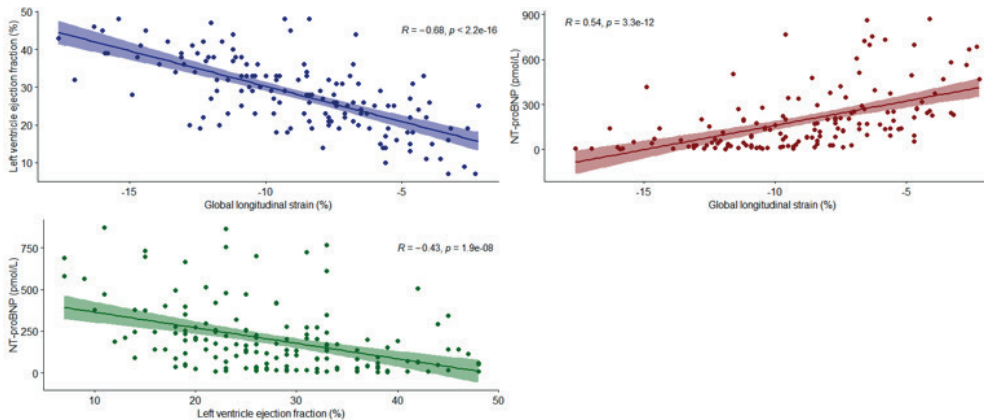 Left ventricle ejection fraction (%)
50
40
30
20
10
R = −0.68, p < 2.2e-16
-15
-10
-5
Global longitudinal strain (%)
NT-proBNP (pmol/L)
900
600
300
0
R = 0.54, p = 3.3e-12
-15
-10
-5
Global longitudinal strain (%)
NT-proBNP (pmol/L)
750
500
250
0
R = −0.43, p = 1.9e-08
10
20
30
40
50
Left ventricle ejection fraction (%)